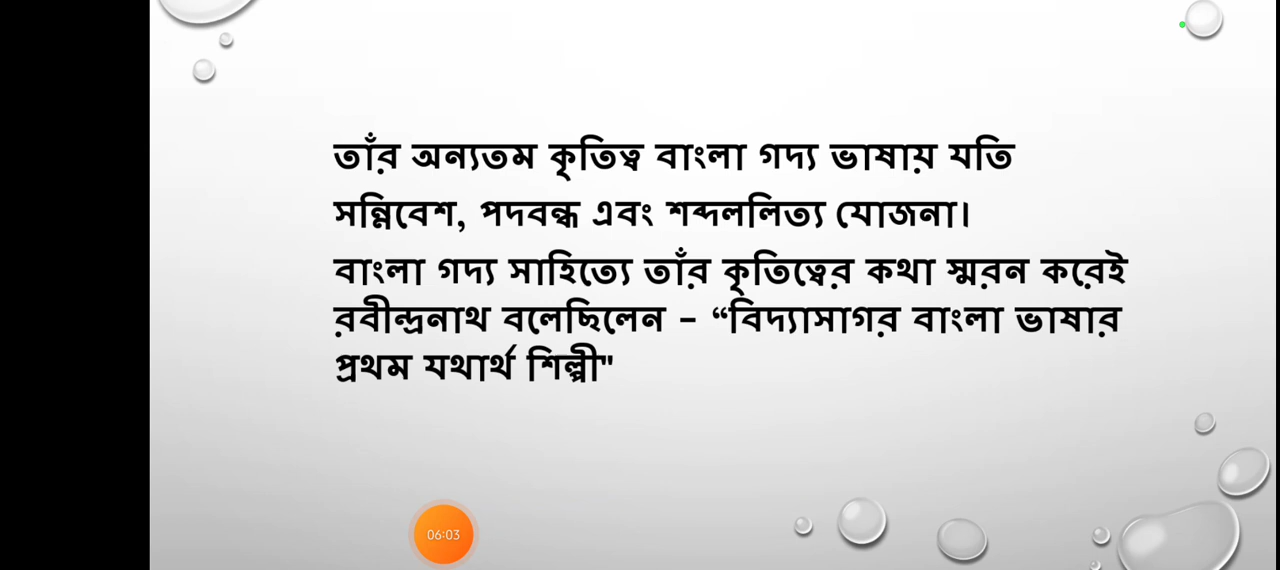 তাঁর অন্যতম কৃতিত্ব বাংলা গদ্য ভাষায় যতি
সন্নিবেশ, পদবন্ধ এবং শব্দললিত্য যোজনা।
বাংলা গদ্য সাহিত্যে তাঁর কৃতিত্বের কথা স্মরন করেই
রবীন্দ্রনাথ বলেছিলেন – “বিদ্যাসাগর বাংলা ভাষার
প্রথম যথার্থ শিল্পী"
06:03